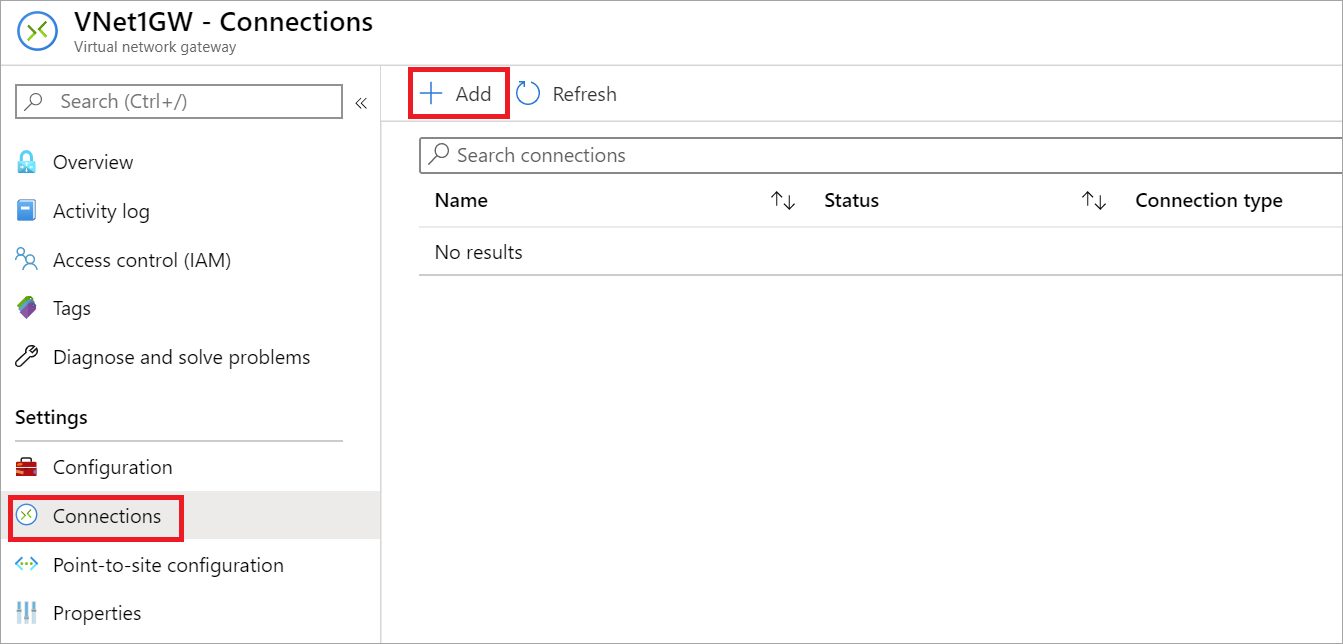 VNet1GW - Connections
Virtual network gateway
Search (Ctrl+/)
«
Add
Refresh
Search connections
Name
Status
Connection type
No results
Overview
Activity log
Access control (IAM)
Tags
Diagnose and solve problems
Settings
Configuration
Connections
Point-to-site configuration
Properties